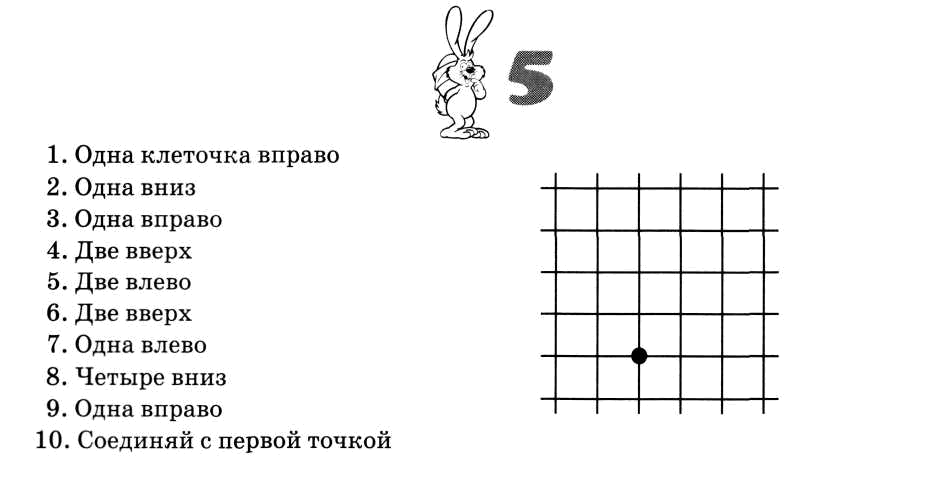 5
1. Одна клеточка вправо
2. Одна вниз
3. Одна вправо
4. Две вверх
5. Две влево
6. Две вверх
7. Одна влево
8. Четыре вниз
9. Одна вправо
10. Соединяй с первой точкой